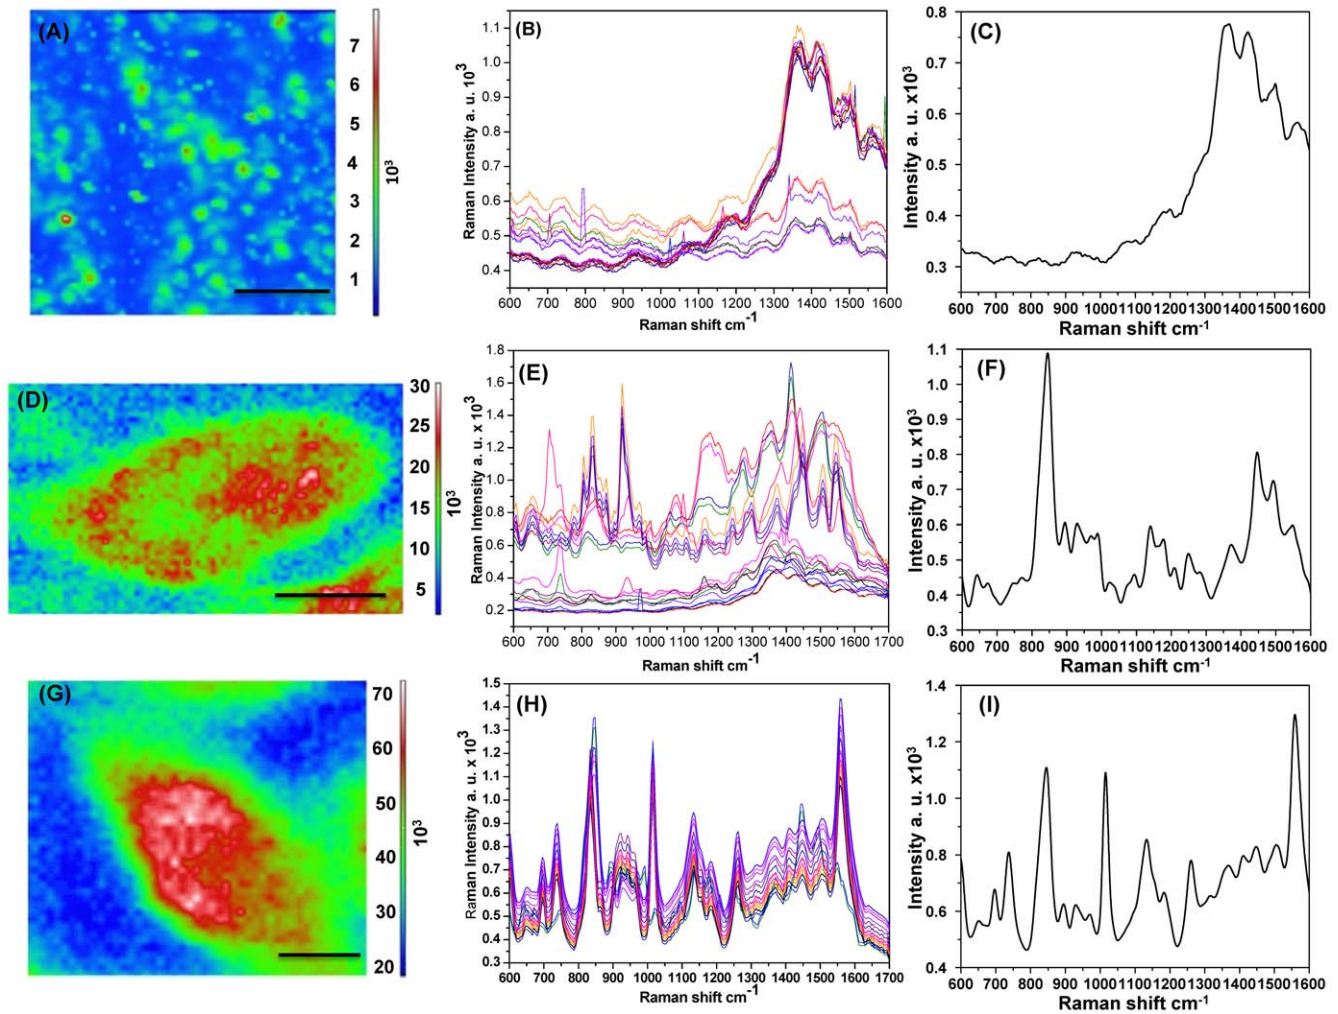 (A)
7
6
5
4
3
2
1
10³
(B)
Raman Intensity a. u. 10³
1.1
1.0
0.9
0.8
0.7
0.6
0.5
0.4
600 700 800 900 1000 1100 1200 1300 1400 1500 1600
Raman shift cm⁻¹
(C)
Intensity a. u. x10³
0.8
0.7
0.6
0.5
0.4
0.3
600 700 800 900 1000 1100 1200 1300 1400 1500 1600
Raman shift cm⁻¹
(D)
30
25
20
15
10
5
10³
(E)
Raman Intensity a. u. x 10³
1.8
1.6
1.4
1.2
1.0
0.8
0.6
0.4
0.2
600 700 800 900 1000 1100 1200 1300 1400 1500 1600 1700
Raman shift cm⁻¹
(F)
Intensity a. u. x10³
1.1
1.0
0.9
0.8
0.7
0.6
0.5
0.4
0.3
600 700 800 900 1000 1100 1200 1300 1400 1500 1600
Raman shift cm⁻¹
(G)
70
60
50
40
30
20
10³
(H)
Raman Intensity a. u. x 10³
1.5
1.4
1.3
1.2
1.1
1.0
0.9
0.8
0.7
0.6
0.5
0.4
0.3
600 700 800 900 1000 1100 1200 1300 1400 1500 1600 1700
Raman shift cm⁻¹
(I)
Intensity a. u. x10³
1.4
1.2
1.0
0.8
0.6
0.4
600 700 800 900 1000 1100 1200 1300 1400 1500 1600
Raman shift cm⁻¹